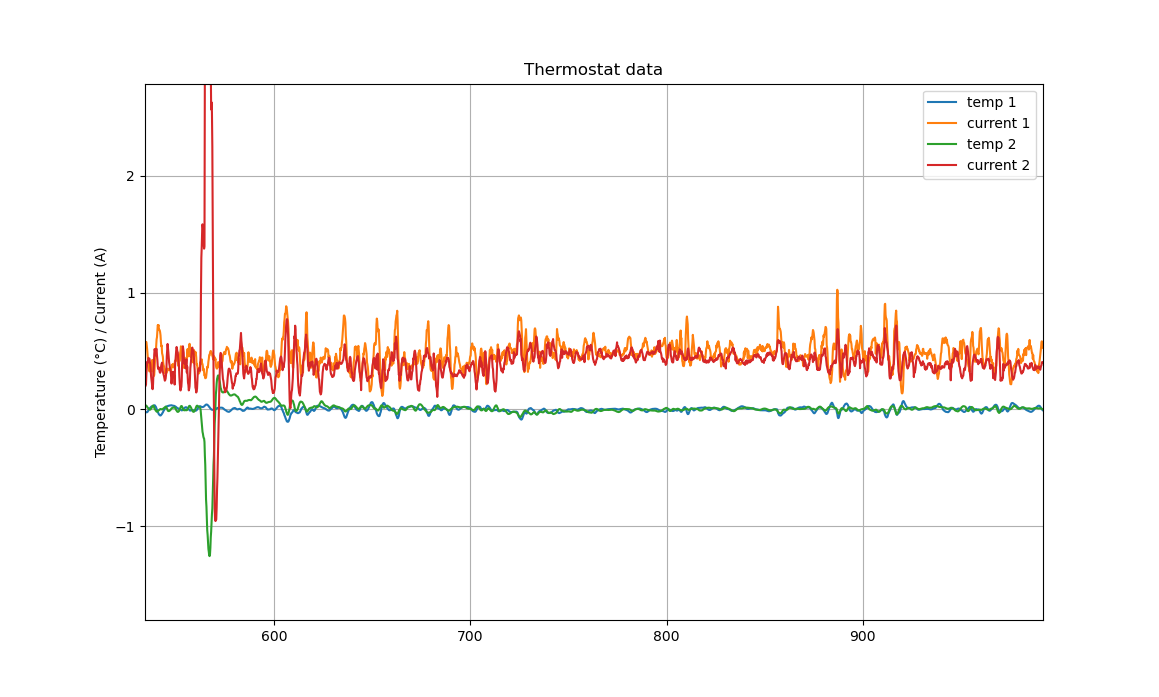 Thermostat data
temp 1
current 1
temp 2
current 2
Temperature (°C) / Current (A)
2
1
0
−1
600
700
800
900